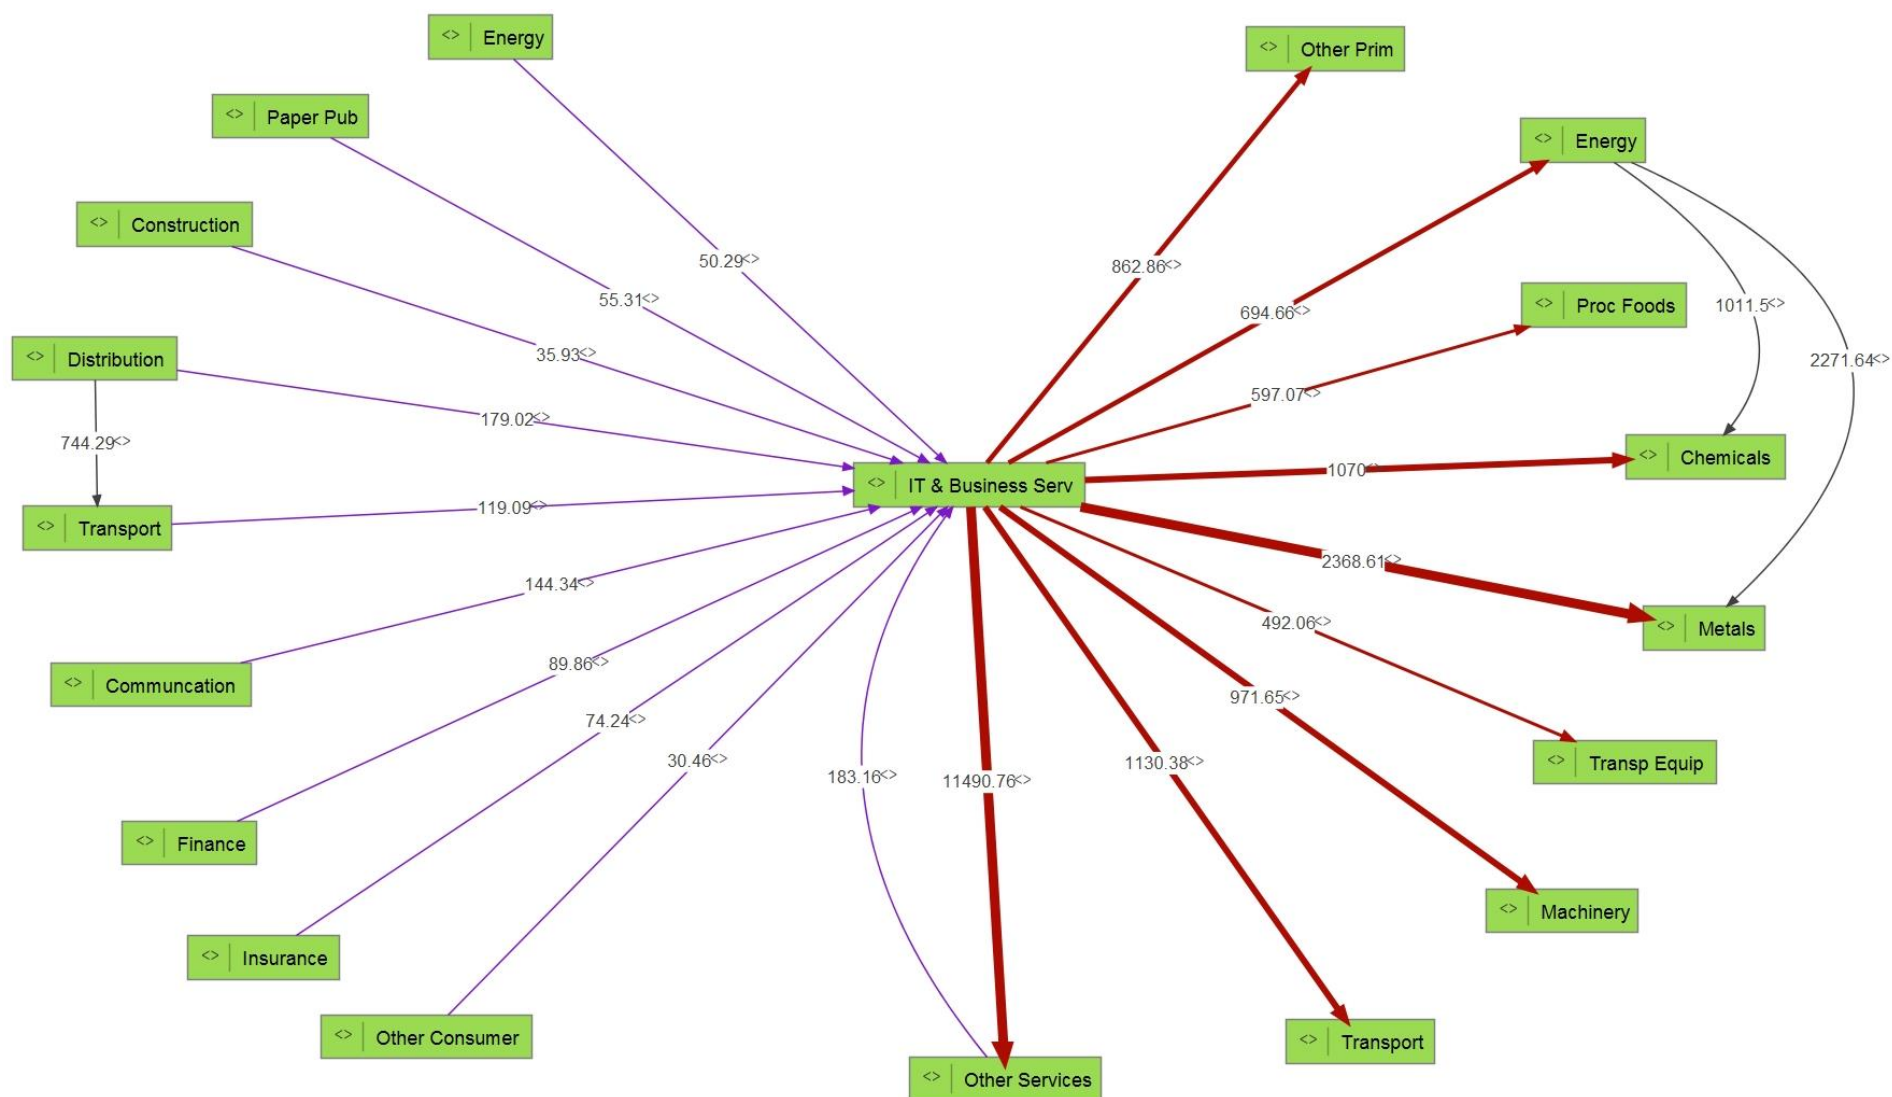 <> Energy
<> Other Prim
<> Paper Pub
<> Energy
<> Construction
50.29<>
862.86<>
55.31<>
694.66<>
1011.5<>
<> Proc Foods
<> Distribution
35.93<>
2271.64<>
179.02<>
597.07<>
744.29<>
<> Chemicals
1070<>
<> IT & Business Serv
119.09<>
<> Transport
2368.61<>
144.34<>
492.06<>
<> Metals
89.86<>
<> Communcation
971.65<>
74.24<>
30.46<>
183.16<>
11490.76<>
1130.38<>
<> Transp Equip
<> Finance
<> Machinery
<> Insurance
<> Other Consumer
<> Transport
<> Other Services